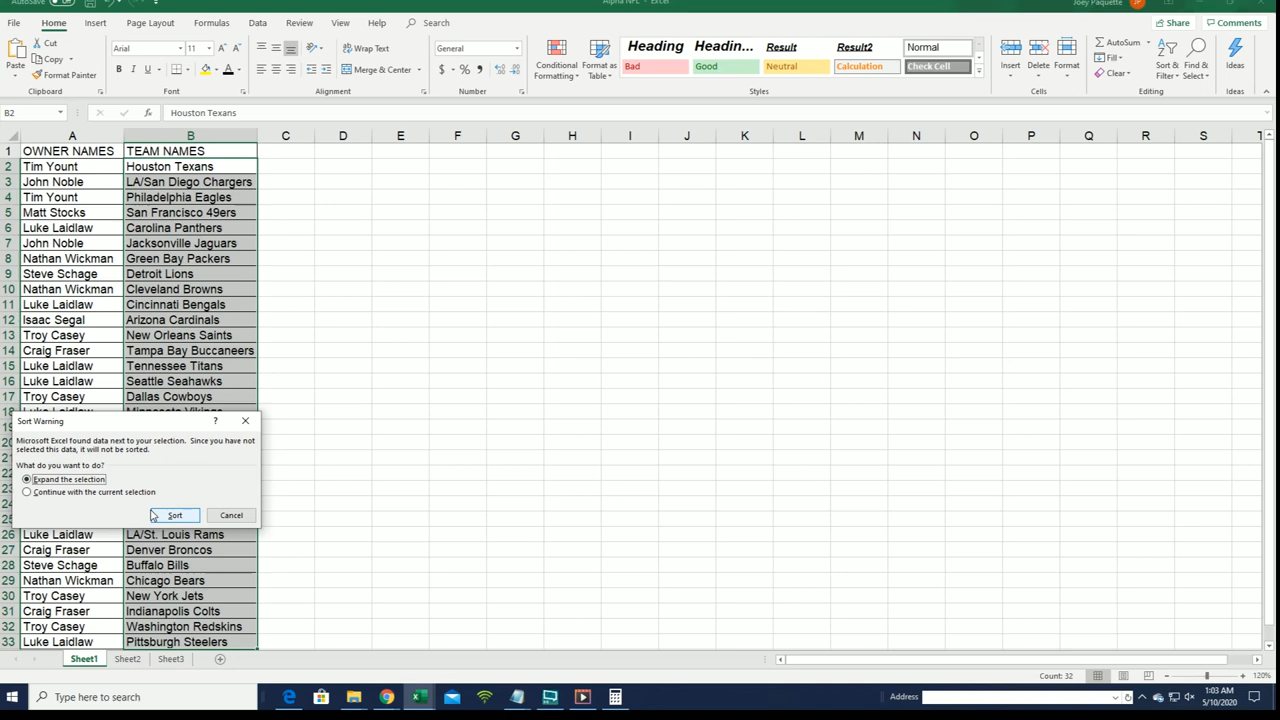 AutoSave Off Alpha NFL - Excel Joey Paquette JP
File Home Insert Page Layout Formulas Data Review View Help Search Share Comments
Paste Cut Copy Format Painter
Arial 11 A A
B I U A
Wrap Text
Merge & Center
General
$ % ,
Conditional Formatting Format as Table
Heading Headin... Result Result2 Normal
Bad Good Neutral Calculation Check Cell
Insert Delete Format
AutoSum Fill Clear
Sort & Filter Find & Select Ideas
Clipboard Font Alignment Number Styles Cells Editing Ideas
B2 fx Houston Texans
A B C D E F G H I J K L M N O P Q R S T
1 OWNER NAMES TEAM NAMES
2 Tim Yount Houston Texans
3 John Noble LA/San Diego Chargers
4 Tim Yount Philadelphia Eagles
5 Matt Stocks San Francisco 49ers
6 Luke Laidlaw Carolina Panthers
7 John Noble Jacksonville Jaguars
8 Nathan Wickman Green Bay Packers
9 Steve Schage Detroit Lions
10 Nathan Wickman Cleveland Browns
11 Luke Laidlaw Cincinnati Bengals
12 Isaac Segal Arizona Cardinals
13 Troy Casey New Orleans Saints
14 Craig Fraser Tampa Bay Buccaneers
15 Luke Laidlaw Tennessee Titans
16 Luke Laidlaw Seattle Seahawks
17 Troy Casey Dallas Cowboys
18 Luke Laidlaw Minnesota Vikings
Sort Warning ?
Microsoft Excel found data next to your selection. Since you have not
selected this data, it will not be sorted.
What do you want to do?
Expand the selection
Continue with the current selection
Sort Cancel
26 Luke Laidlaw LA/St. Louis Rams
27 Craig Fraser Denver Broncos
28 Steve Schage Buffalo Bills
29 Nathan Wickman Chicago Bears
30 Troy Casey New York Jets
31 Craig Fraser Indianapolis Colts
32 Troy Casey Washington Redskins
33 Luke Laidlaw Pittsburgh Steelers
Sheet1 Sheet2 Sheet3
Count: 32 120%
Type here to search Address 1:03 AM
5/10/2020